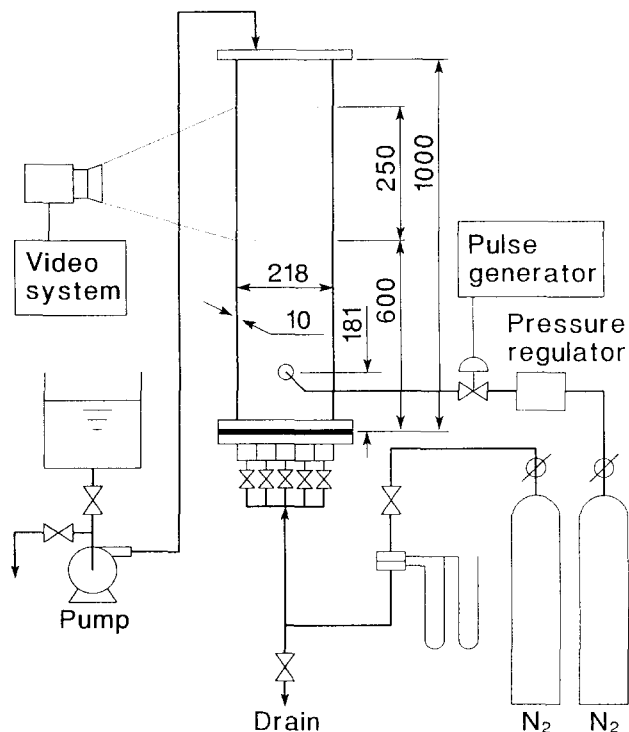 1000
250
600
218
10
181
Video
system
Pulse
generator
Pressure
regulator
Pump
Drain
N₂
N₂